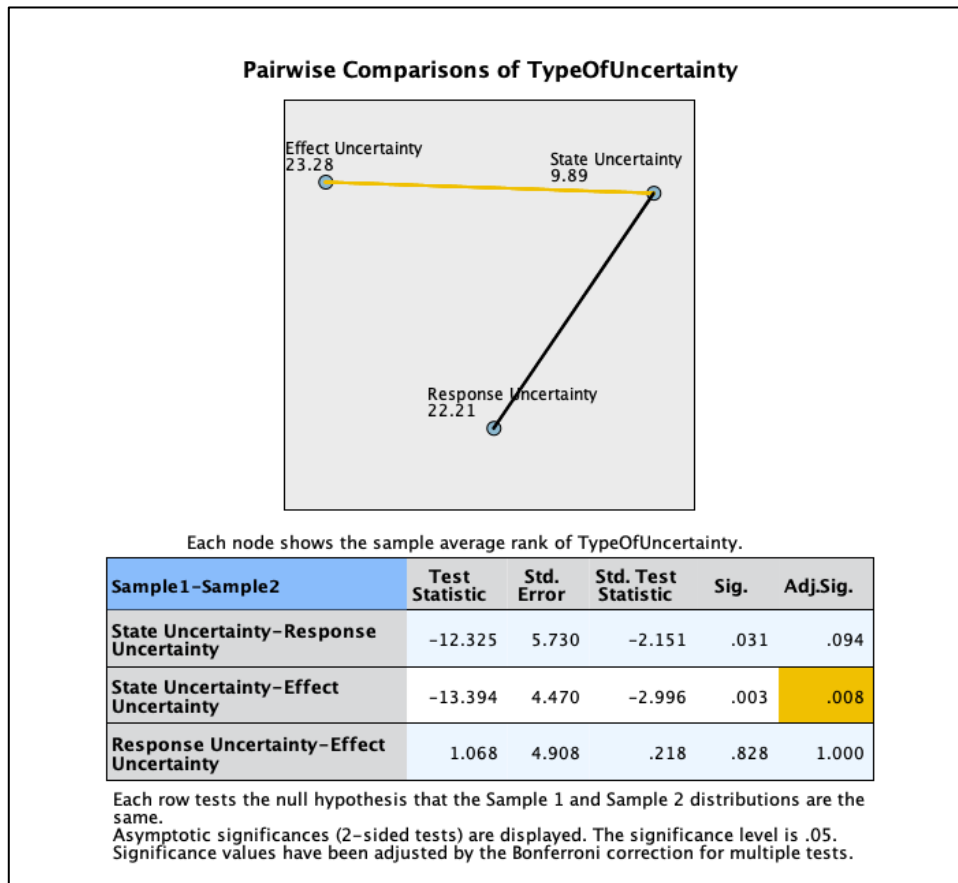 Pairwise Comparisons of TypeOfUncertainty
Effect Uncertainty
23.28
State Uncertainty
9.89
Response Uncertainty
22.21
Each node shows the sample average rank of TypeOfUncertainty.
Sample1-Sample2 Test Statistic Std. Error Std. Test Statistic Sig. Adj.Sig.
State Uncertainty-Response Uncertainty -12.325 5.730 -2.151 .031 .094
State Uncertainty-Effect Uncertainty -13.394 4.470 -2.996 .003 .008
Response Uncertainty-Effect Uncertainty 1.068 4.908 .218 .828 1.000
Each row tests the null hypothesis that the Sample 1 and Sample 2 distributions are the
same.
Asymptotic significances (2-sided tests) are displayed. The significance level is .05.
Significance values have been adjusted by the Bonferroni correction for multiple tests.